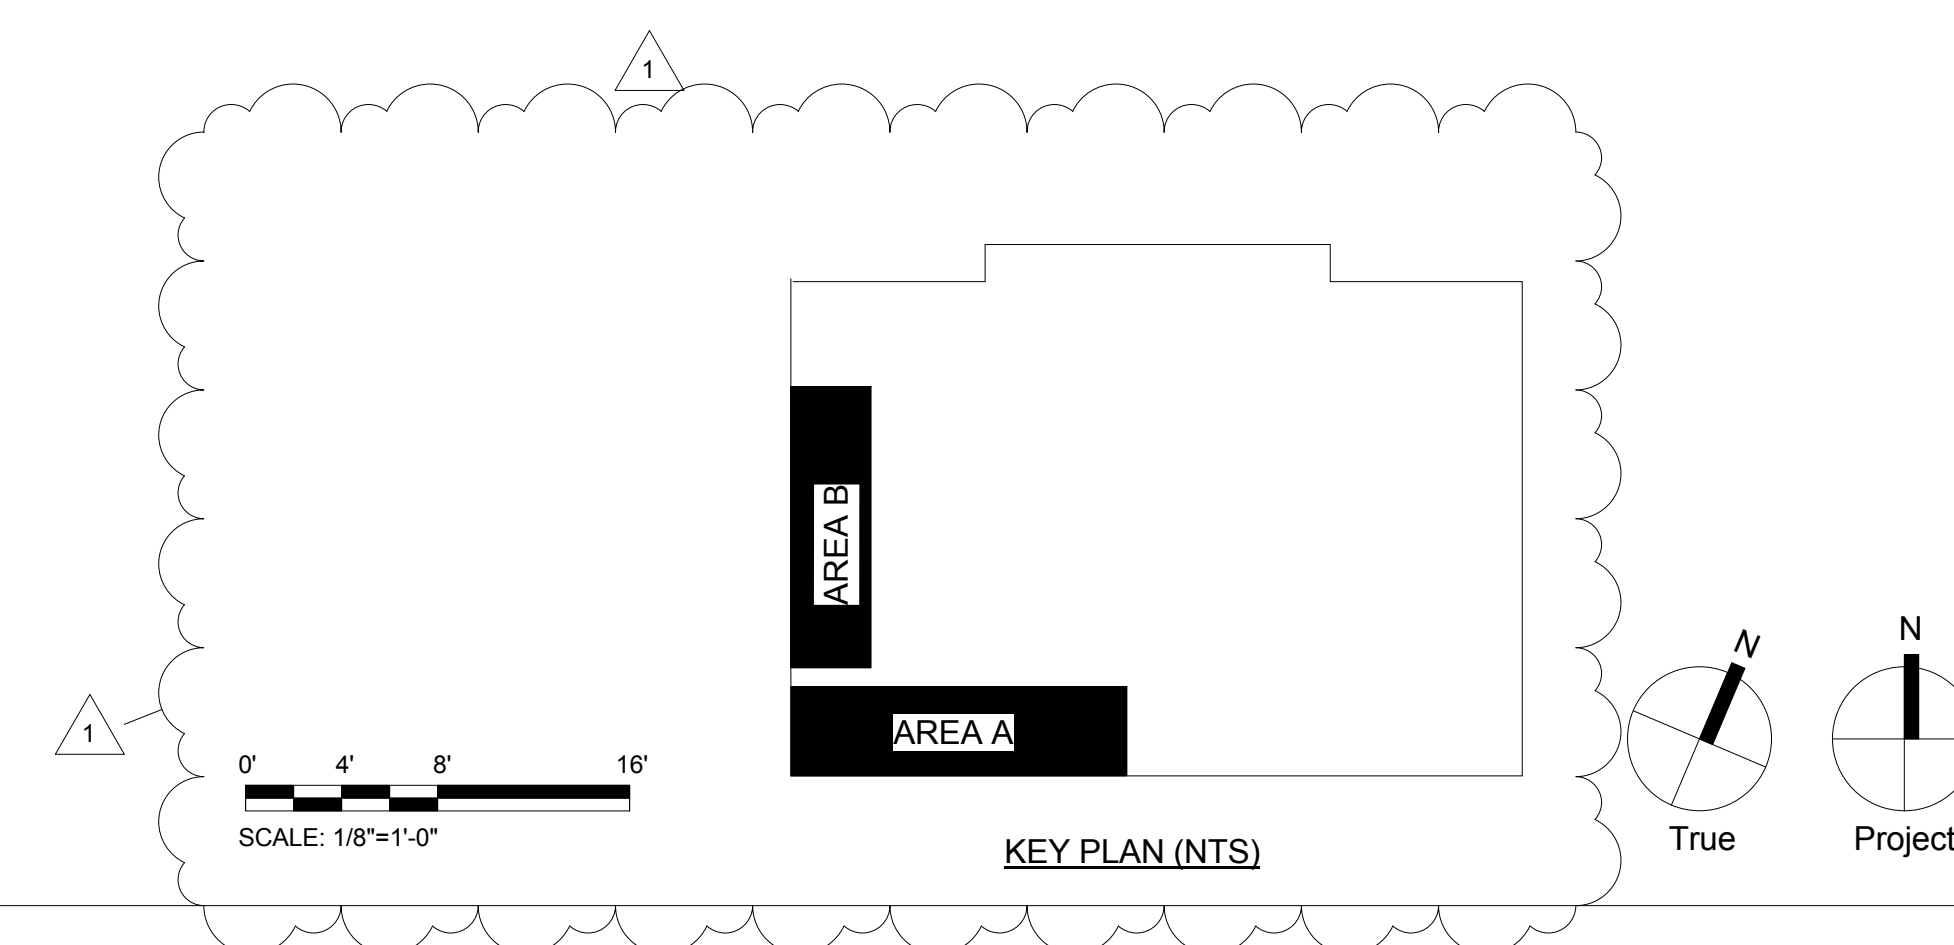 1
AREA B
AREA A
1
0' 4' 8' 16'
SCALE: 1/8"=1'-0"
KEY PLAN (NTS)
N
True
N
Project